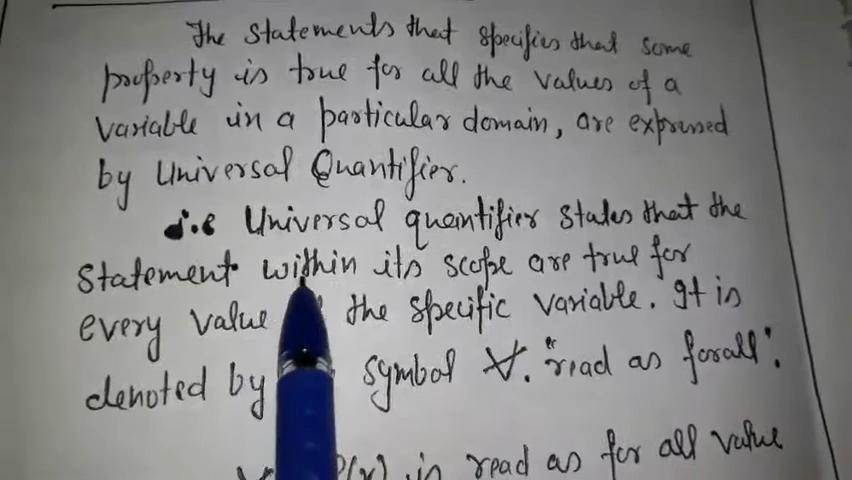 The statements that specifies that some
property is true for all the values of a
variable in a particular domain, are expressed
by Universal Quantifier.
i.e Universal quantifier states that the
statement within its scope are true for
every value the specific variable. It is
denoted by symbol ∀. "read as forall".
P(x) is read as for all value